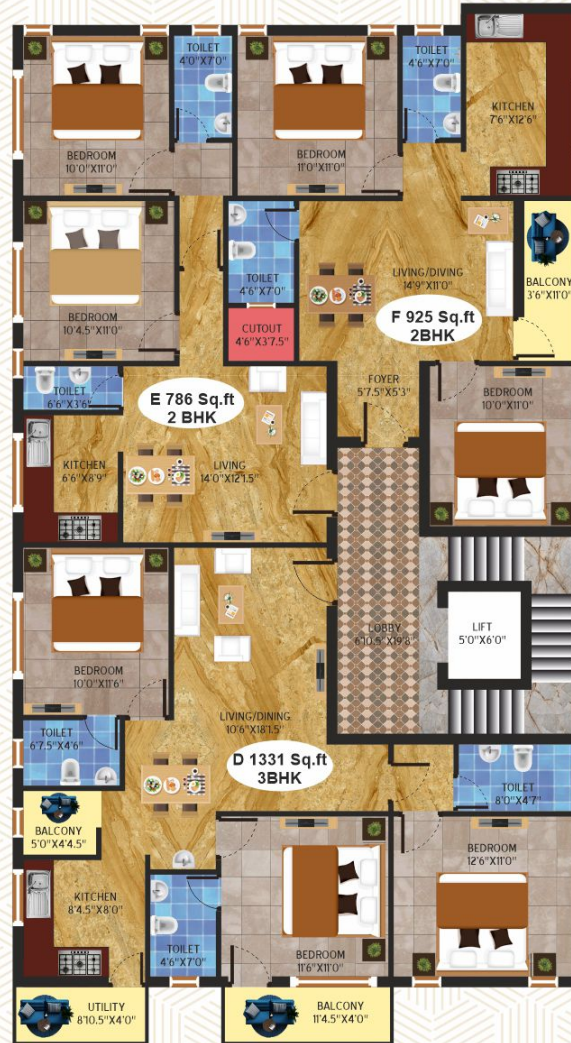 TOILET
4'0"X7'0"
TOILET
4'6"X7'0"
KITCHEN
7'6"X12'6"
BEDROOM
10'0"X11'0"
BEDROOM
11'0"X11'0"
TOILET
4'6"X7'0"
LIVING/DIVING
14'9"X11'0"
BALCONY
3'6"X11'0"
BEDROOM
10'4.5"X11'0"
CUTOUT
4'6"X3'7.5"
F 925 Sq.ft
2BHK
FOYER
5'7.5"X5'3"
TOILET
6'6"X3'6"
E 786 Sq.ft
2 BHK
BEDROOM
10'0"X11'0"
KITCHEN
6'6"X8'9"
LIVING
14'0"X12'1.5"
LOBBY
6'10.5"X19'8"
LIFT
5'0"X6'0"
BEDROOM
10'0"X11'6"
LIVING/DINING
10'6"X18'1.5"
TOILET
6'7.5"X4'6"
D 1331 Sq.ft
3BHK
TOILET
8'0"X4'7"
BALCONY
5'0"X4'4.5"
BEDROOM
12'6"X11'0"
KITCHEN
8'4.5"X8'0"
TOILET
4'6"X7'0"
BEDROOM
11'6"X11'0"
UTILITY
8'10.5"X4'0"
BALCONY
11'4.5"X4'0"